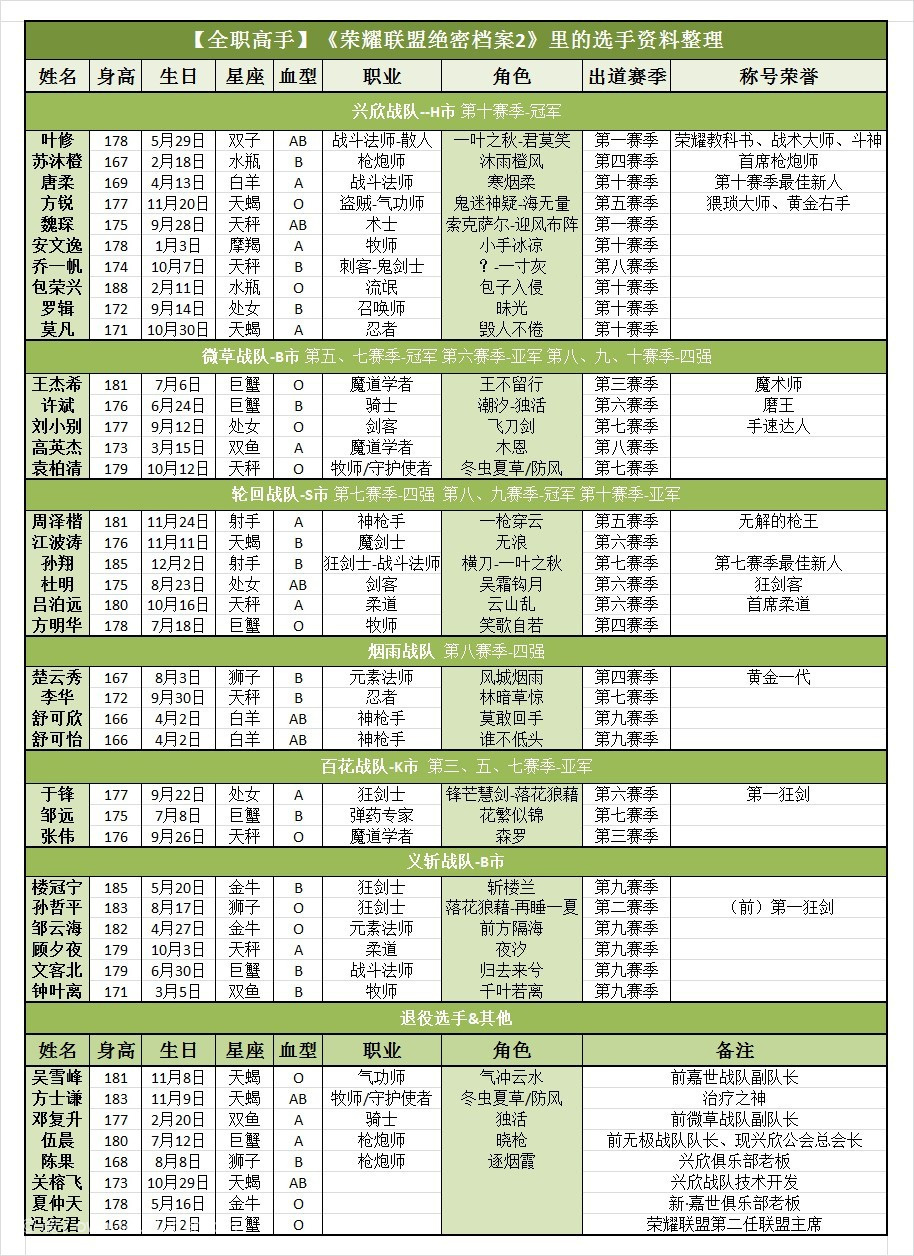 【全职高手】《荣耀联盟绝密档案2》里的选手资料整理
姓名 身高 生日 星座 血型 职业 角色 出道赛季 称号荣誉
兴欣战队--H市 第十赛季-冠军
叶修 178 5月29日 双子 AB 战斗法师-散人 一叶之秋-君莫笑 第一赛季 荣耀教科书、战术大师、斗神
苏沐橙 167 2月18日 水瓶 B 枪炮师 沐雨橙风 第四赛季 首席枪炮师
唐柔 169 4月13日 白羊 A 战斗法师 寒烟柔 第十赛季 第十赛季最佳新人
方锐 177 11月20日 天蝎 O 盗贼-气功师 鬼迷神疑-海无量 第五赛季 猥琐大师、黄金右手
魏琛 175 9月28日 天秤 AB 术士 索克萨尔-迎风布阵 第一赛季
安文逸 178 1月3日 摩羯 A 牧师 小手冰凉 第十赛季
乔一帆 174 10月7日 天秤 B 刺客-鬼剑士 ？-一寸灰 第八赛季
包荣兴 188 2月11日 水瓶 O 流氓 包子入侵 第十赛季
罗辑 172 9月14日 处女 B 召唤师 昧光 第十赛季
莫凡 171 10月30日 天蝎 A 忍者 毁人不倦 第十赛季
微草战队-B市 第五、七赛季-冠军 第六赛季-亚军 第八、九、十赛季-四强
王杰希 181 7月6日 巨蟹 O 魔道学者 王不留行 第三赛季 魔术师
许斌 176 6月24日 巨蟹 B 骑士 潮汐-独活 第六赛季 磨王
刘小别 177 9月12日 处女 O 剑客 飞刀剑 第七赛季 手速达人
高英杰 173 3月15日 双鱼 A 魔道学者 木恩 第八赛季
袁柏清 179 10月12日 天秤 O 牧师/守护使者 冬虫夏草/防风 第七赛季
轮回战队-S市 第七赛季-四强 第八、九赛季-冠军 第十赛季-亚军
周泽楷 181 11月24日 射手 A 神枪手 一枪穿云 第五赛季 无解的枪王
江波涛 176 11月11日 天蝎 B 魔剑士 无浪 第六赛季
孙翔 185 12月2日 射手 B 狂剑士-战斗法师 横刀-一叶之秋 第七赛季 第七赛季最佳新人
杜明 175 8月23日 处女 AB 剑客 吴霜钩月 第六赛季 狂剑客
吕泊远 180 10月16日 天秤 A 柔道 云山乱 第六赛季 首席柔道
方明华 178 7月18日 巨蟹 O 牧师 笑歌自若 第四赛季
烟雨战队 第八赛季-四强
楚云秀 167 8月3日 狮子 B 元素法师 风城烟雨 第四赛季 黄金一代
李华 172 9月30日 天秤 B 忍者 林暗草惊 第七赛季
舒可欣 166 4月2日 白羊 AB 神枪手 莫敢回手 第九赛季
舒可怡 166 4月2日 白羊 AB 神枪手 谁不低头 第九赛季
百花战队-K市 第三、五、七赛季-亚军
于锋 177 9月22日 处女 A 狂剑士 锋芒慧剑-落花狼藉 第六赛季 第一狂剑
邹远 175 7月8日 巨蟹 B 弹药专家 花繁似锦 第七赛季
张伟 176 9月26日 天秤 O 魔道学者 森罗 第三赛季
义斩战队-B市
楼冠宁 185 5月20日 金牛 B 狂剑士 斩楼兰 第九赛季
孙哲平 183 8月17日 狮子 O 狂剑士 落花狼藉-再睡一夏 第二赛季 （前）第一狂剑
邹云海 182 4月27日 金牛 O 元素法师 前方隔海 第九赛季
顾夕夜 179 10月3日 天秤 A 柔道 夜汐 第九赛季
文客北 179 6月30日 巨蟹 B 战斗法师 归去来兮 第九赛季
钟叶离 171 3月5日 双鱼 B 牧师 千叶若离 第九赛季
退役选手&其他
姓名 身高 生日 星座 血型 职业 角色 备注
吴雪峰 181 11月8日 天蝎 O 气功师 气冲云水 前嘉世战队副队长
方士谦 183 11月9日 天蝎 AB 牧师/守护使者 冬虫夏草/防风 治疗之神
邓复升 177 2月20日 双鱼 A 骑士 独活 前微草战队副队长
伍晨 180 7月12日 巨蟹 A 枪炮师 晓枪 前无极战队队长、现兴欣公会总会长
陈果 168 8月8日 狮子 B 枪炮师 逐烟霞 兴欣俱乐部老板
关榕飞 173 10月29日 天蝎 AB 兴欣战队技术开发
夏仲天 178 5月16日 金牛 O 新·嘉世俱乐部老板
冯宪君 168 7月2日 巨蟹 O 荣耀联盟第二任联盟主席